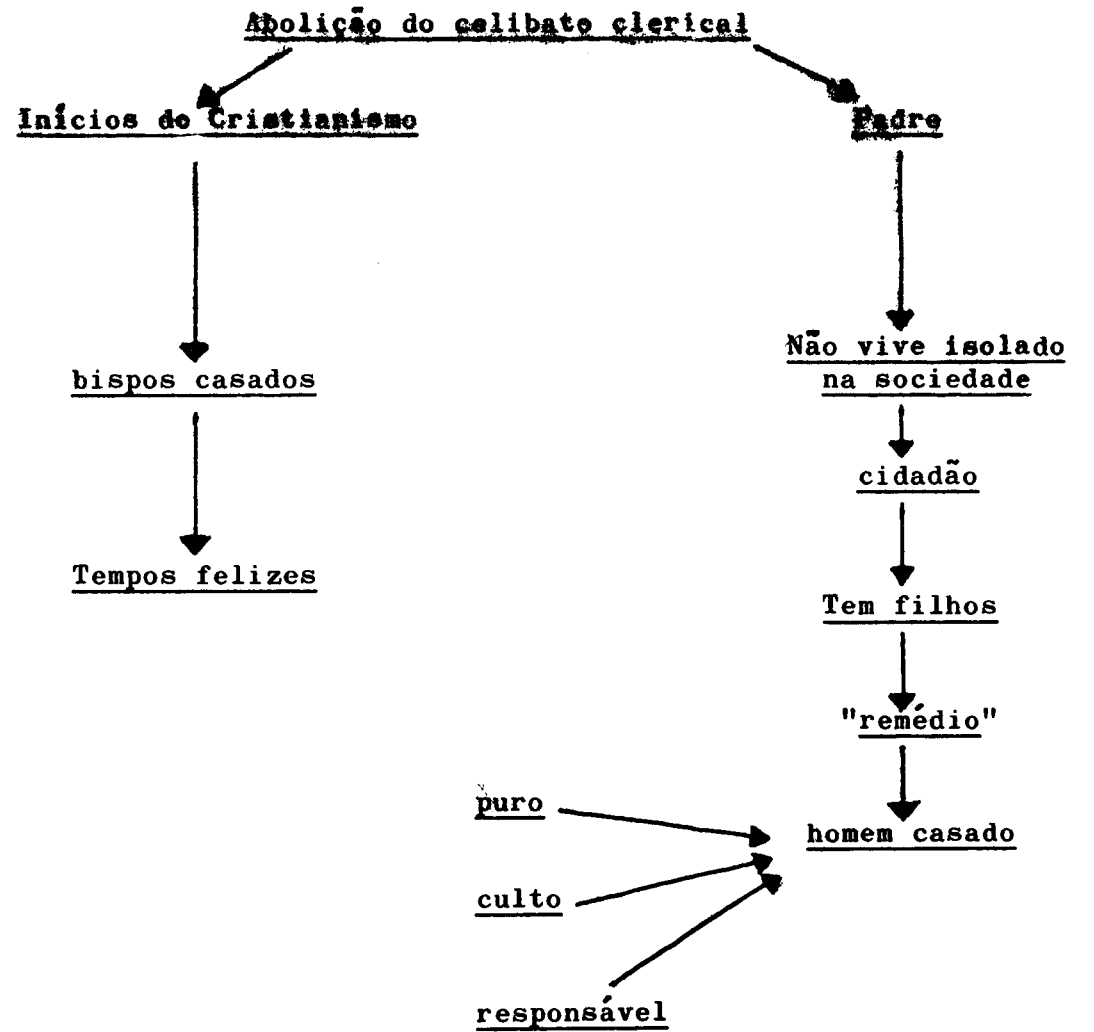 Abolição do celibato clerical
Inícios do Cristianismo
Padre
bispos casados
Tempos felizes
Não vive isolado
na sociedade
cidadão
Tem filhos
"remédio"
homem casado
puro
culto
responsável